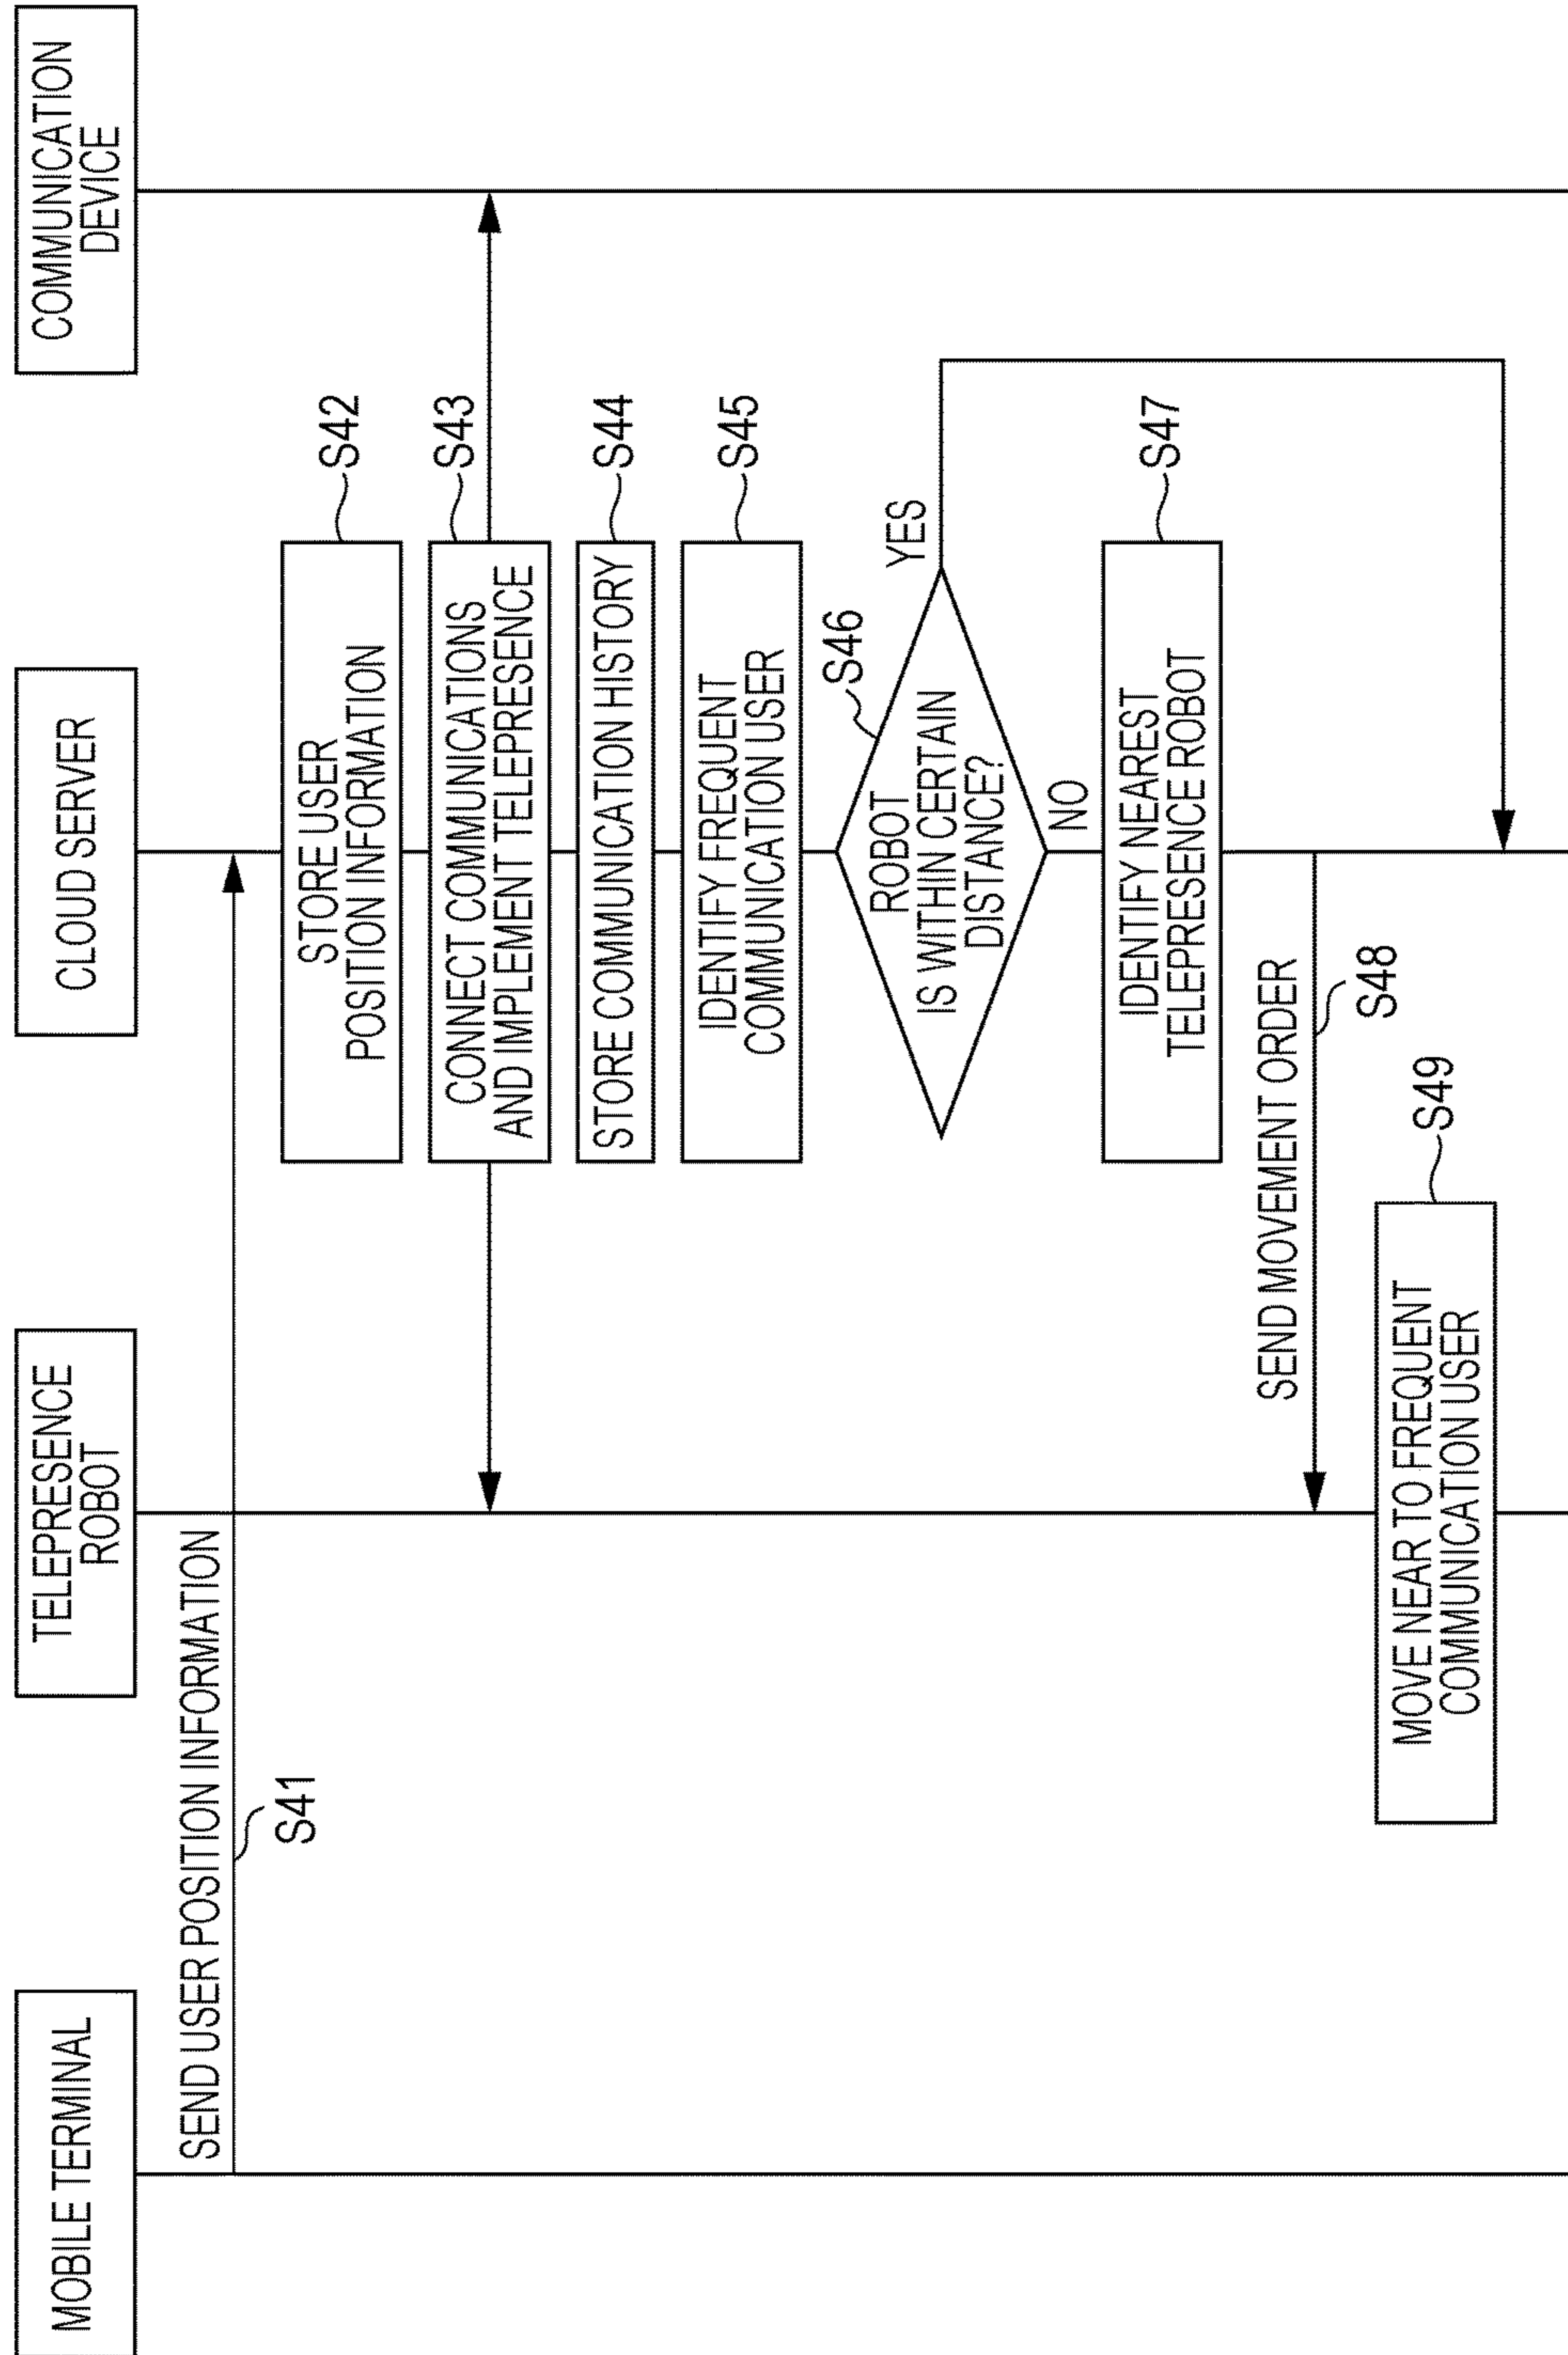 MOBILE TERMINAL
TELEPRESENCE
ROBOT
CLOUD SERVER
COMMUNICATION
DEVICE
SEND USER POSITION INFORMATION
S41
STORE USER
POSITION INFORMATION
S42
CONNECT COMMUNICATIONS
AND IMPLEMENT TELEPRESENCE
S43
STORE COMMUNICATION HISTORY
S44
IDENTIFY FREQUENT
COMMUNICATION USER
S45
ROBOT
IS WITHIN CERTAIN
DISTANCE?
S46
YES
NO
IDENTIFY NEAREST
TELEPRESENCE ROBOT
S47
SEND MOVEMENT ORDER
S48
MOVE NEAR TO FREQUENT
COMMUNICATION USER
S49